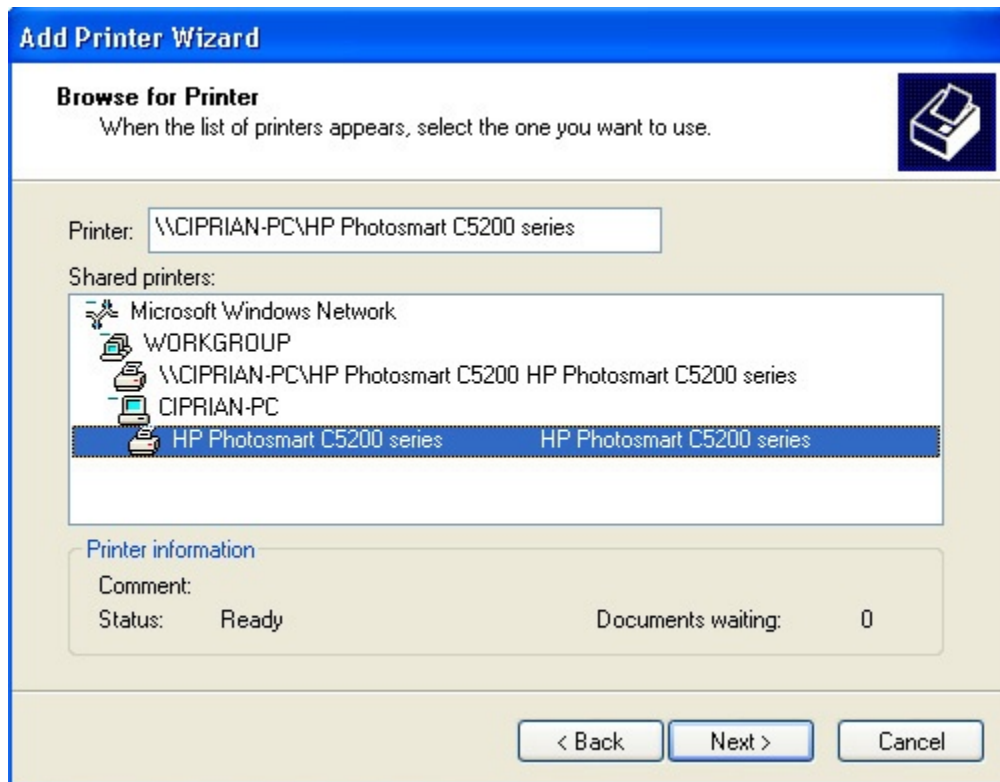 Add Printer Wizard
Browse for Printer
When the list of printers appears, select the one you want to use.
Printer: \\CIPRIAN-PC\HP Photosmart C5200 series
Shared printers:
Microsoft Windows Network
WORKGROUP
\\CIPRIAN-PC\HP Photosmart C5200 HP Photosmart C5200 series
CIPRIAN-PC
HP Photosmart C5200 series HP Photosmart C5200 series
Printer information
Comment:
Status: Ready Documents waiting: 0
< Back Next > Cancel